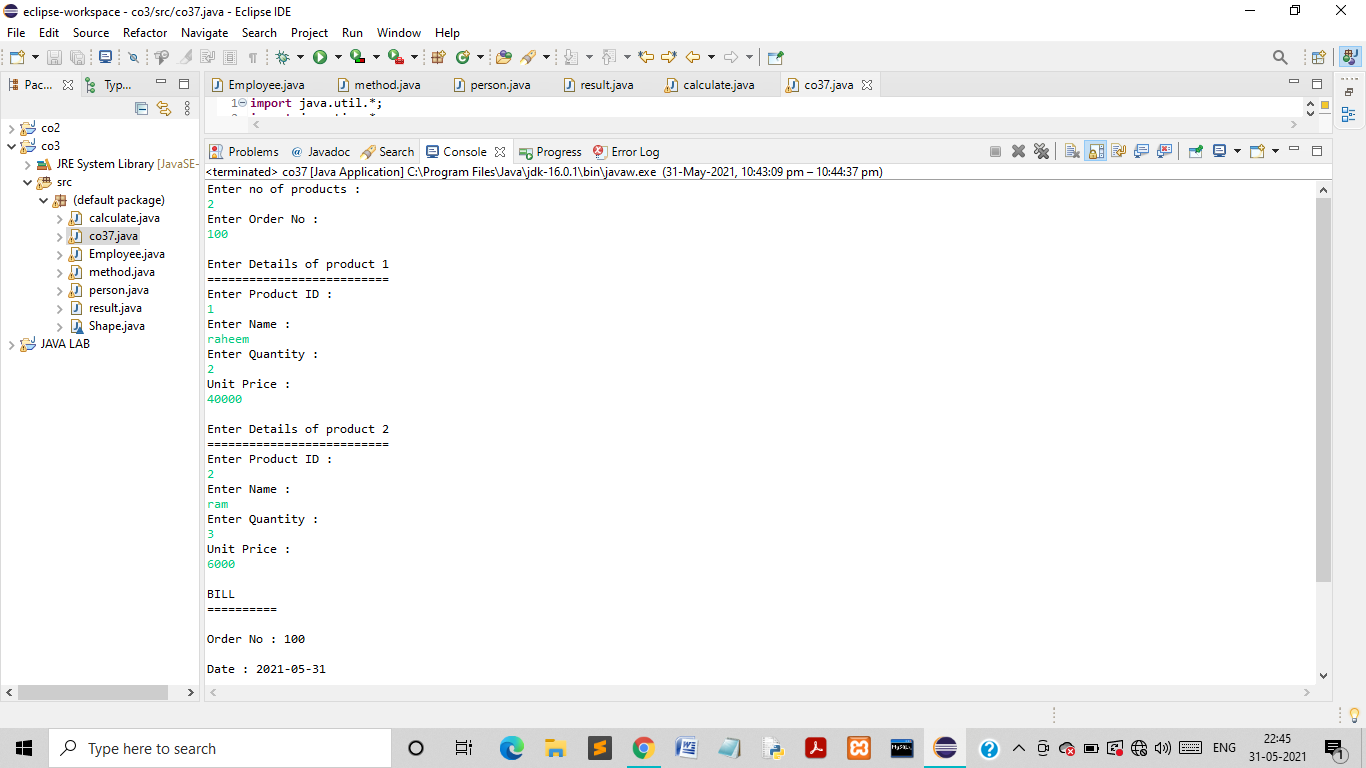 eclipse-workspace - co3/src/co37.java - Eclipse IDE
File Edit Source Refactor Navigate Search Project Run Window Help
Pac... Typ...
Employee.java method.java person.java result.java calculate.java co37.java
1 import java.util.*;
co2
co3
JRE System Library [JavaSE-
src
(default package)
calculate.java
co37.java
Employee.java
method.java
person.java
result.java
Shape.java
JAVA LAB
Problems @ Javadoc Search Console Progress Error Log
<terminated> co37 [Java Application] C:\Program Files\Java\jdk-16.0.1\bin\javaw.exe (31-May-2021, 10:43:09 pm – 10:44:37 pm)
Enter no of products :
2
Enter Order No :
100
Enter Details of product 1
==========================
Enter Product ID :
1
Enter Name :
raheem
Enter Quantity :
2
Unit Price :
40000
Enter Details of product 2
==========================
Enter Product ID :
2
Enter Name :
ram
Enter Quantity :
3
Unit Price :
6000
BILL
==========
Order No : 100
Date : 2021-05-31
Type here to search
ENG
22:45
31-05-2021
1